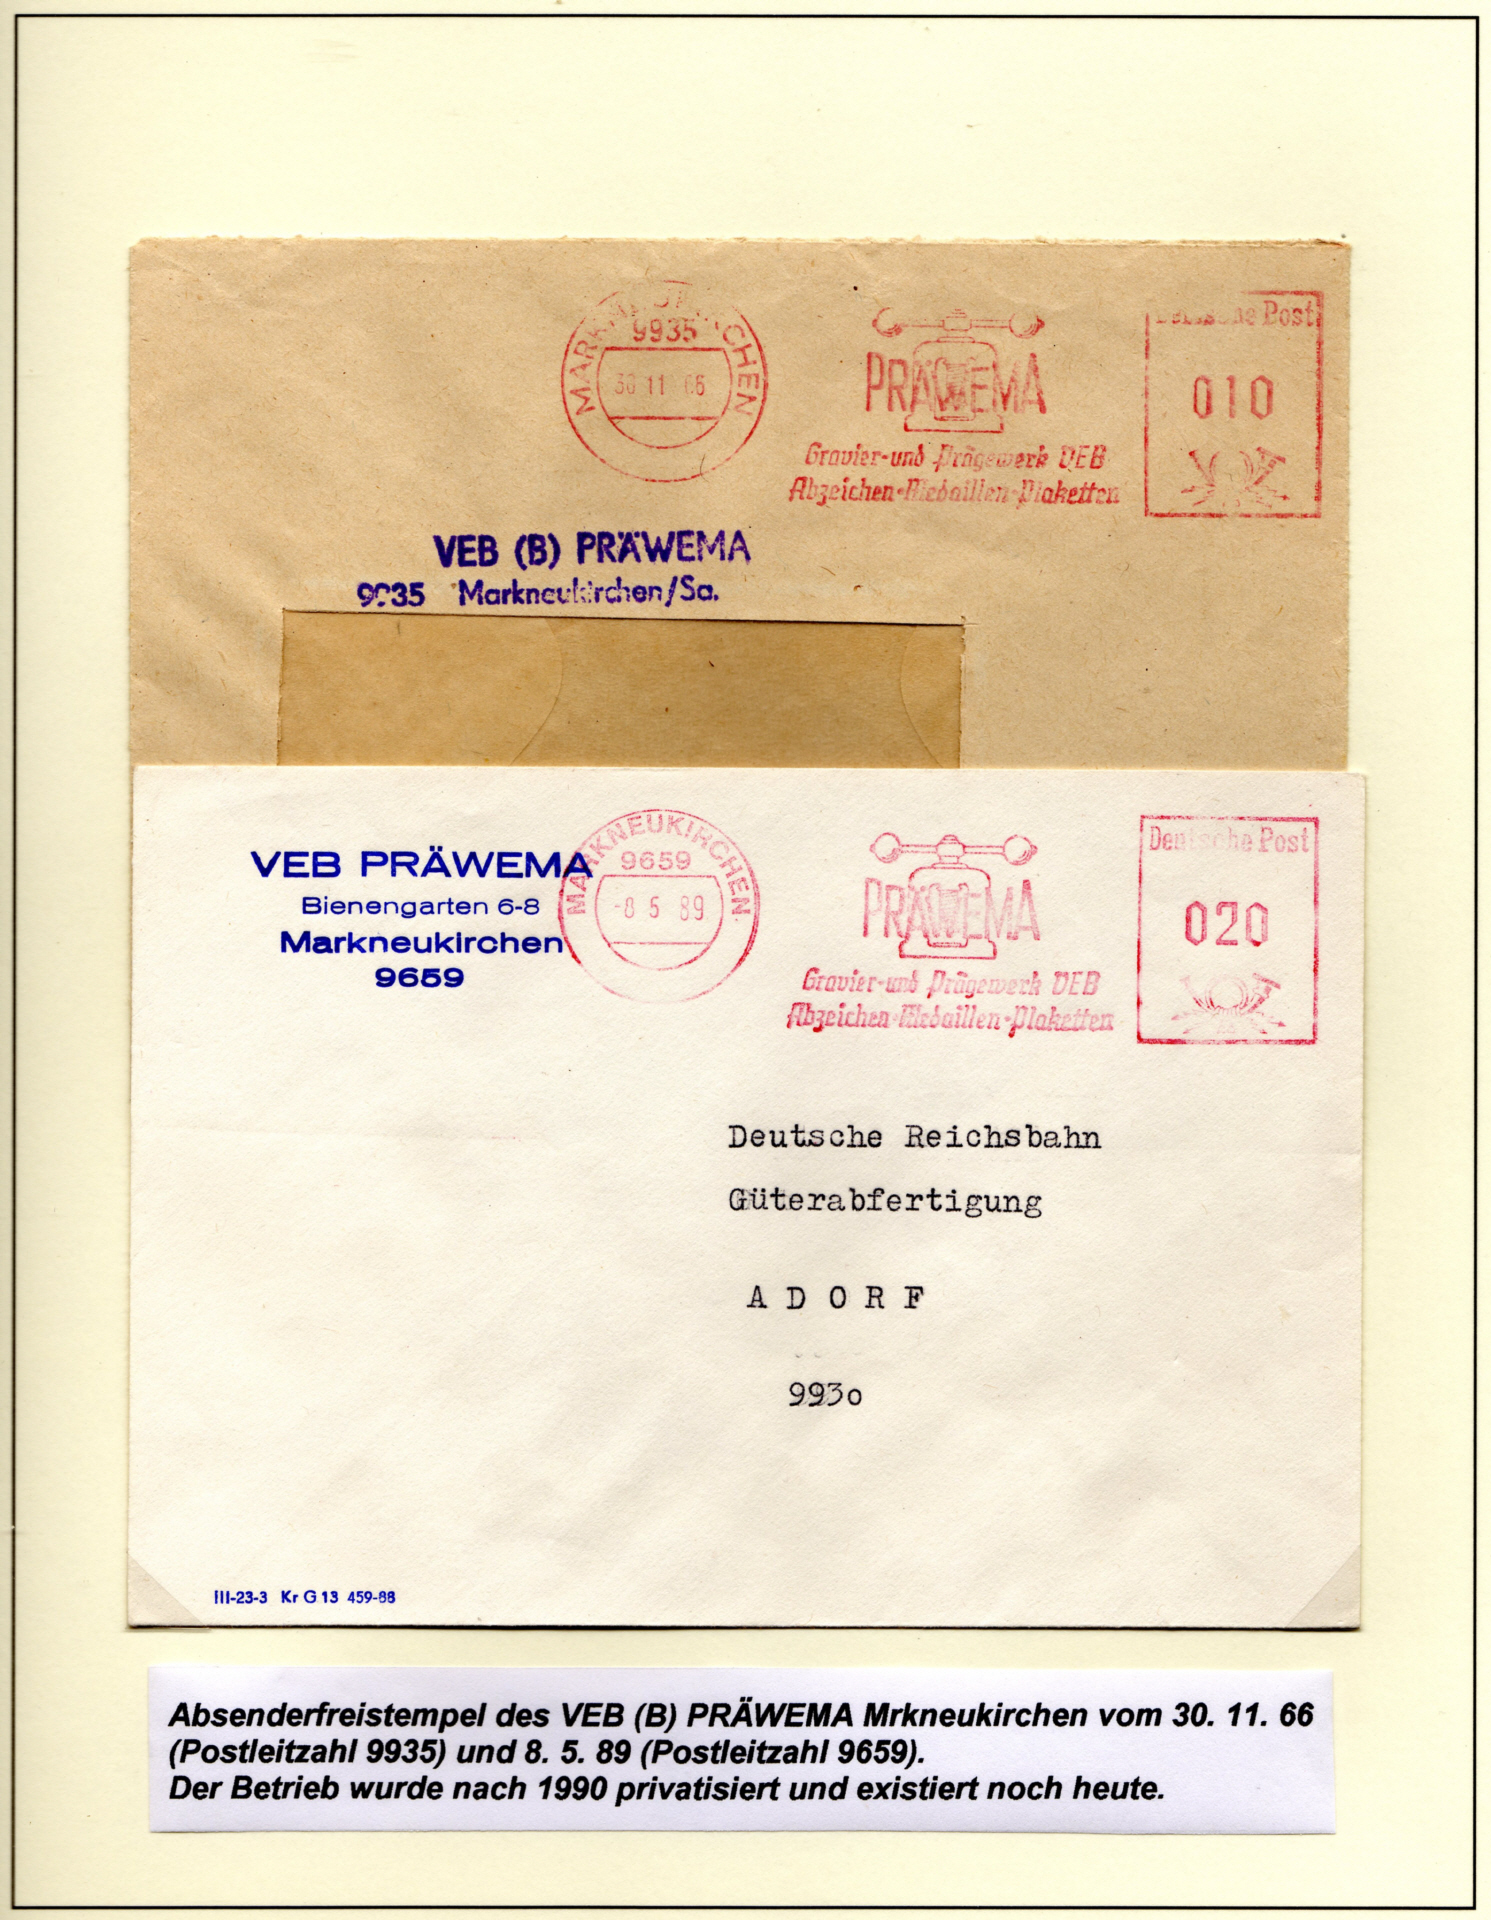 MARKNEUKIRCHEN
9935
30 11 66
PRÄWEMA
Gravier-und Prägewerk VEB
Abzeichen-Medaillen-Plaketten
Deutsche Post
010
VEB (B) PRÄWEMA
9935 Markneukirchen/Sa.
VEB PRÄWEMA
Bienengarten 6-8
Markneukirchen
9659
MARKNEUKIRCHEN
9659
-8 5 89
PRÄWEMA
Gravier-und Prägewerk VEB
Abzeichen-Medaillen-Plaketten
Deutsche Post
020
Deutsche Reichsbahn
Güterabfertigung
A D O R F
993o
III-23-3 Kr G 13 459-88
Absenderfreistempel des VEB (B) PRÄWEMA Mrkneukirchen vom 30. 11. 66
(Postleitzahl 9935) und 8. 5. 89 (Postleitzahl 9659).
Der Betrieb wurde nach 1990 privatisiert und existiert noch heute.